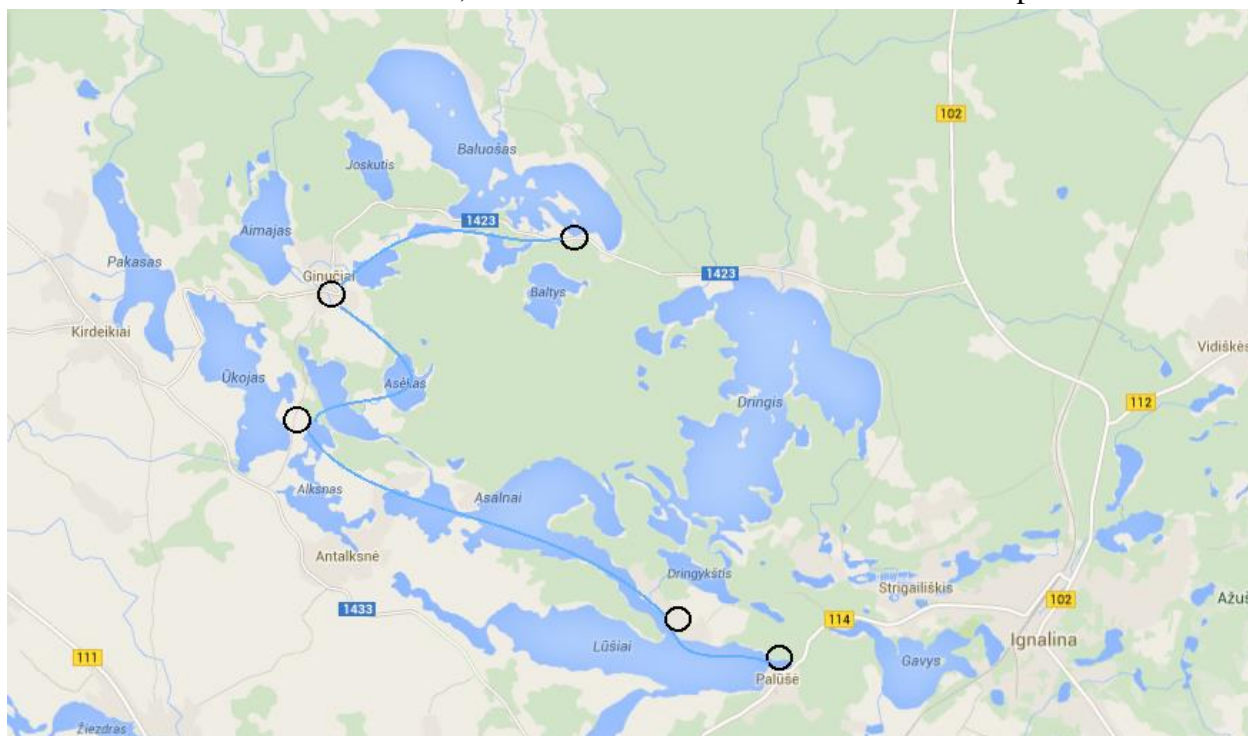 Baluošas
102
Joskutis
1423
Aimajas
Pakasas
Ginučiai
1423
Baltys
Kirdeikiai
Vidiškės
Ūkojas
Asėkas
Dringis
112
Alksnas
Asalnai
Antalksnė
Dringykštis
Strigailiškis
1433
102
Ažuš
114
Lūšiai
Ignalina
111
Gavys
Palūšė
Žiezdras